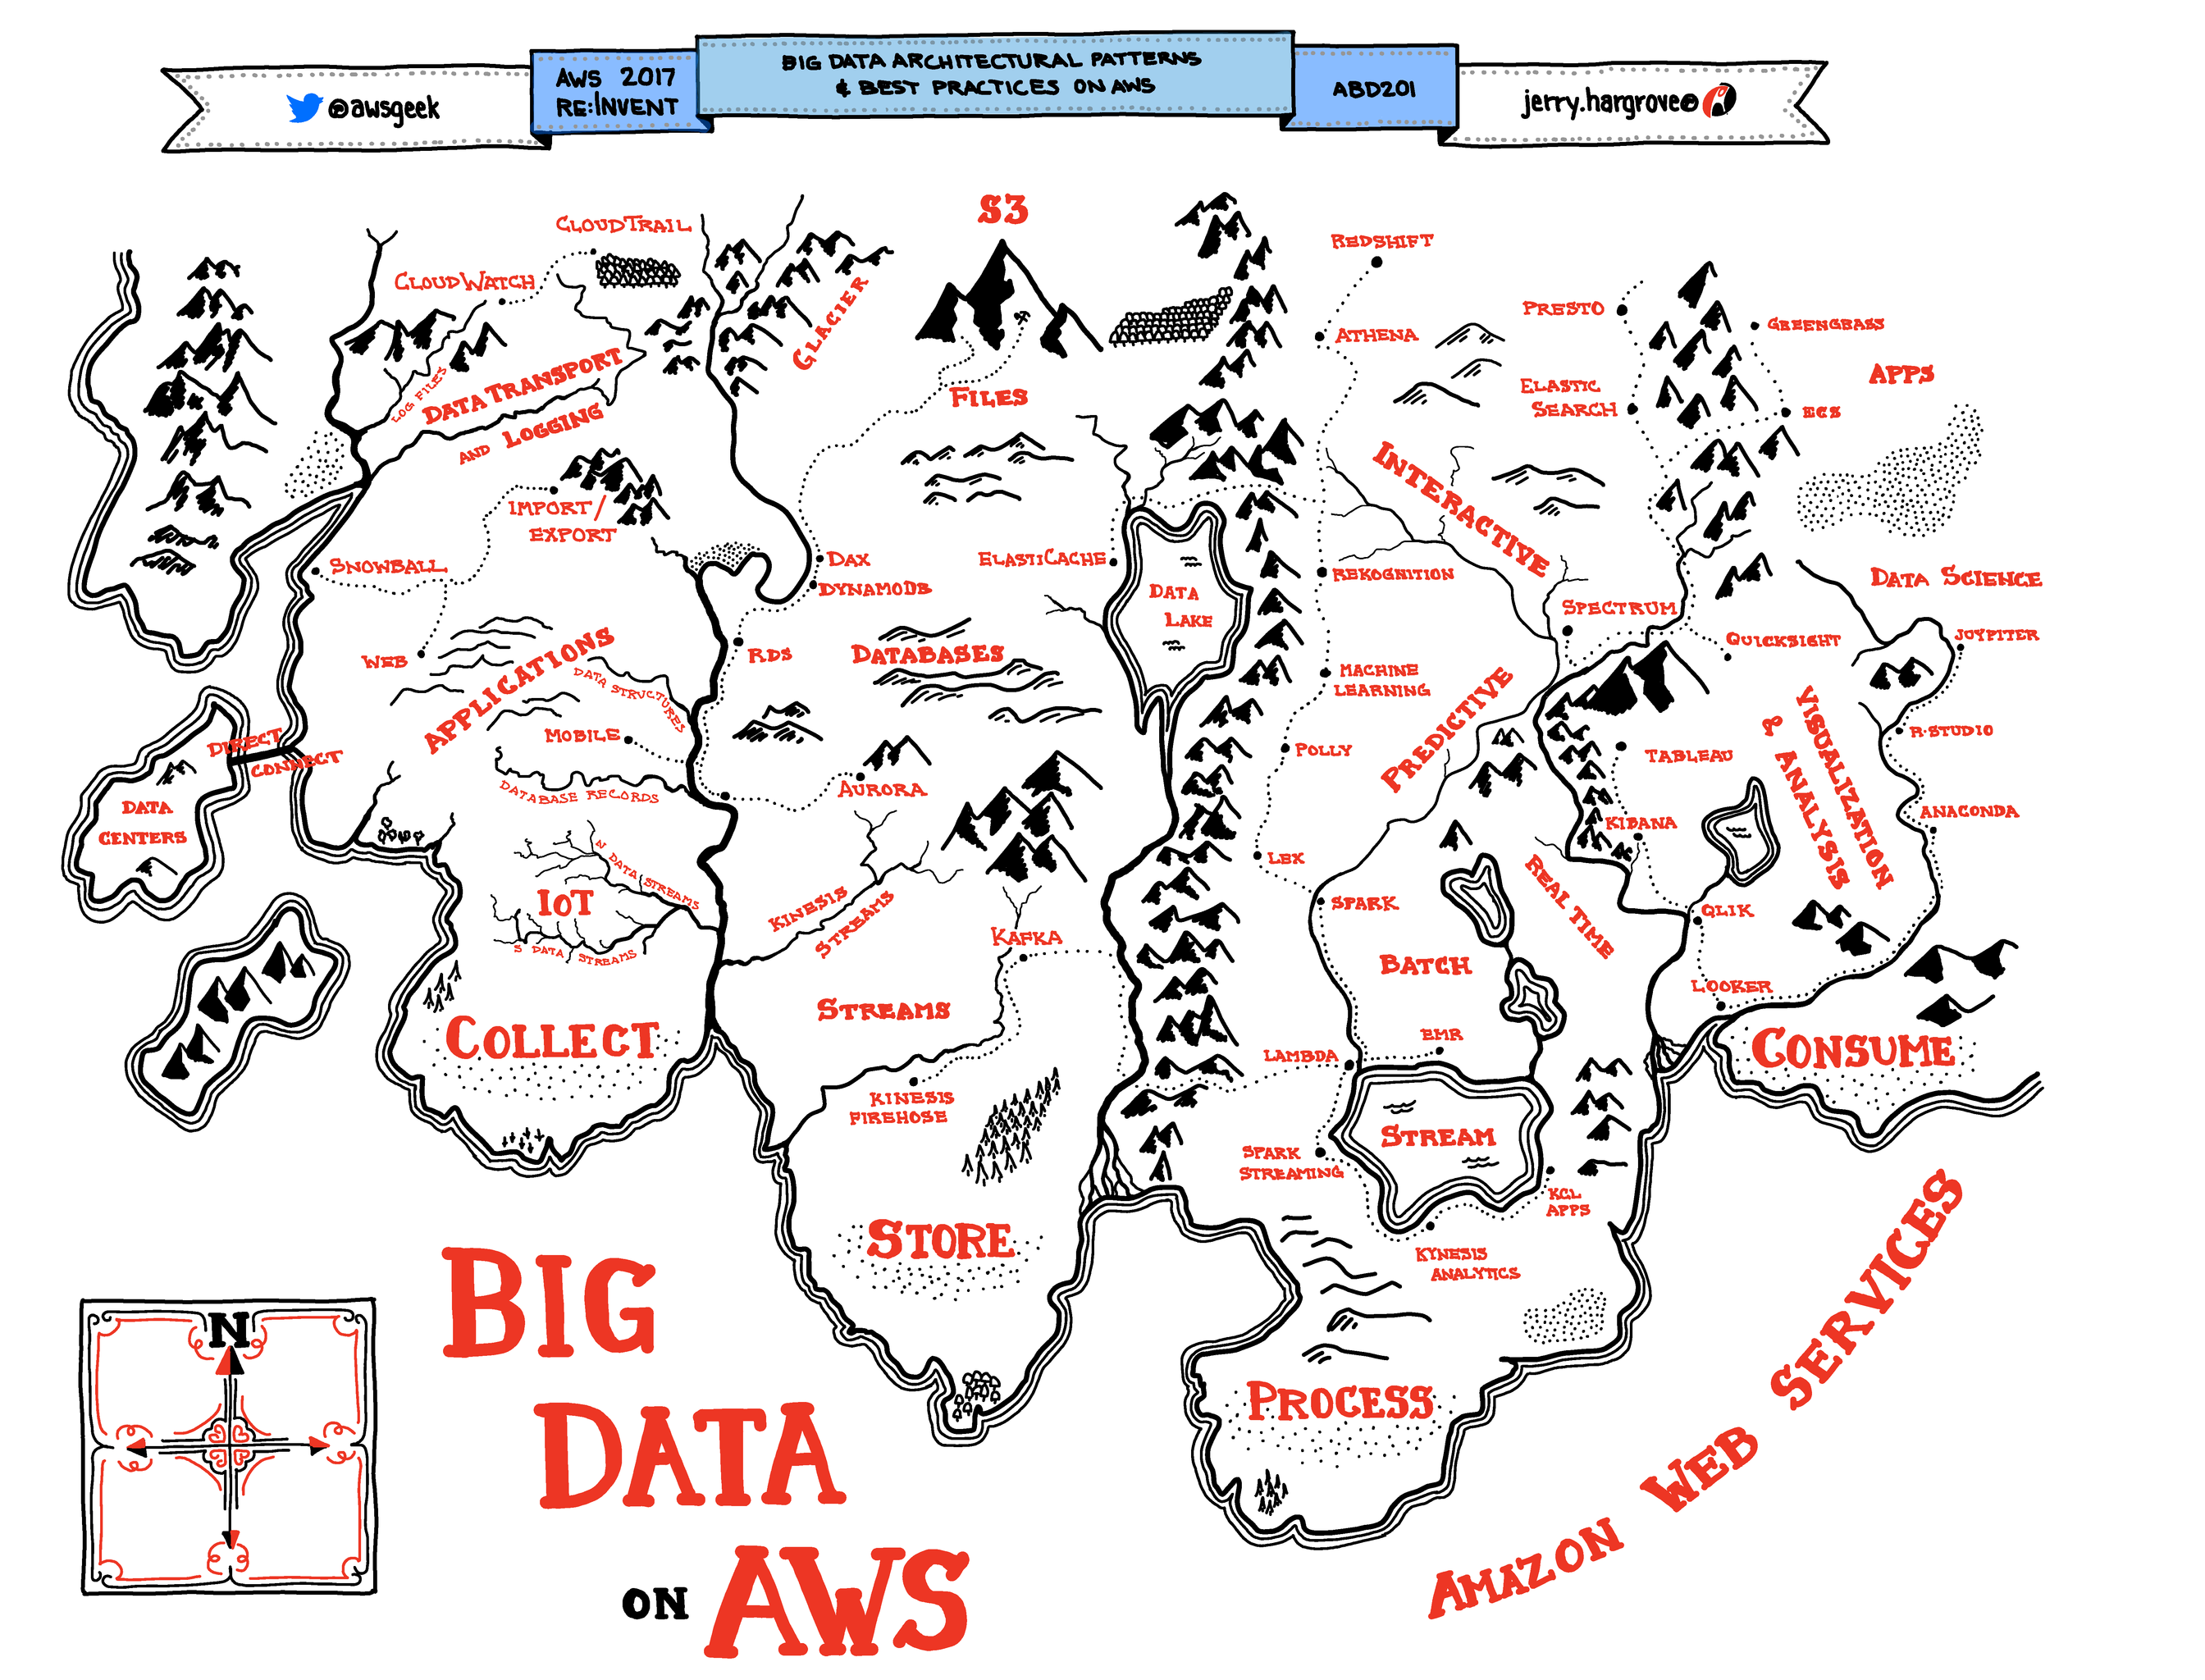 @awsgeek
AWS 2017
RE:INVENT
BIG DATA ARCHITECTURAL PATTERNS
& BEST PRACTICES ON AWS
ABD201
jerry.hargrove@
CLOUDTRAIL
CLOUDWATCH
LOG FILES
DATA TRANSPORT
AND LOGGING
IMPORT/
EXPORT
SNOWBALL
WEB
APPLICATIONS
DATA STRUCTURES
MOBILE
DATABASE RECORDS
DIRECT
CONNECT
DATA
CENTERS
N DATA STREAMS
IOT
S DATA STREAMS
COLLECT
GLACIER
S3
FILES
DAX
DYNAMODB
ELASTICACHE
DATA
LAKE
RDS
DATABASES
AURORA
KINESIS
STREAMS
KAFKA
STREAMS
KINESIS
FIREHOSE
STORE
REDSHIFT
ATHENA
PRESTO
ELASTIC
SEARCH
INTERACTIVE
REKOGNITION
SPECTRUM
MACHINE
LEARNING
PREDICTIVE
POLLY
LEX
SPARK
BATCH
REAL TIME
EMR
LAMBDA
STREAM
SPARK
STREAMING
KCL
APPS
KYNESIS
ANALYTICS
PROCESS
GREENGRASS
APPS
ECS
DATA SCIENCE
QUICKSIGHT
JUYPITER
VISUALIZATION
& ANALYSIS
R-STUDIO
TABLEAU
ANACONDA
KIBANA
QLIK
LOOKER
CONSUME
N
BIG
DATA
ON AWS
AMAZON WEB SERVICES